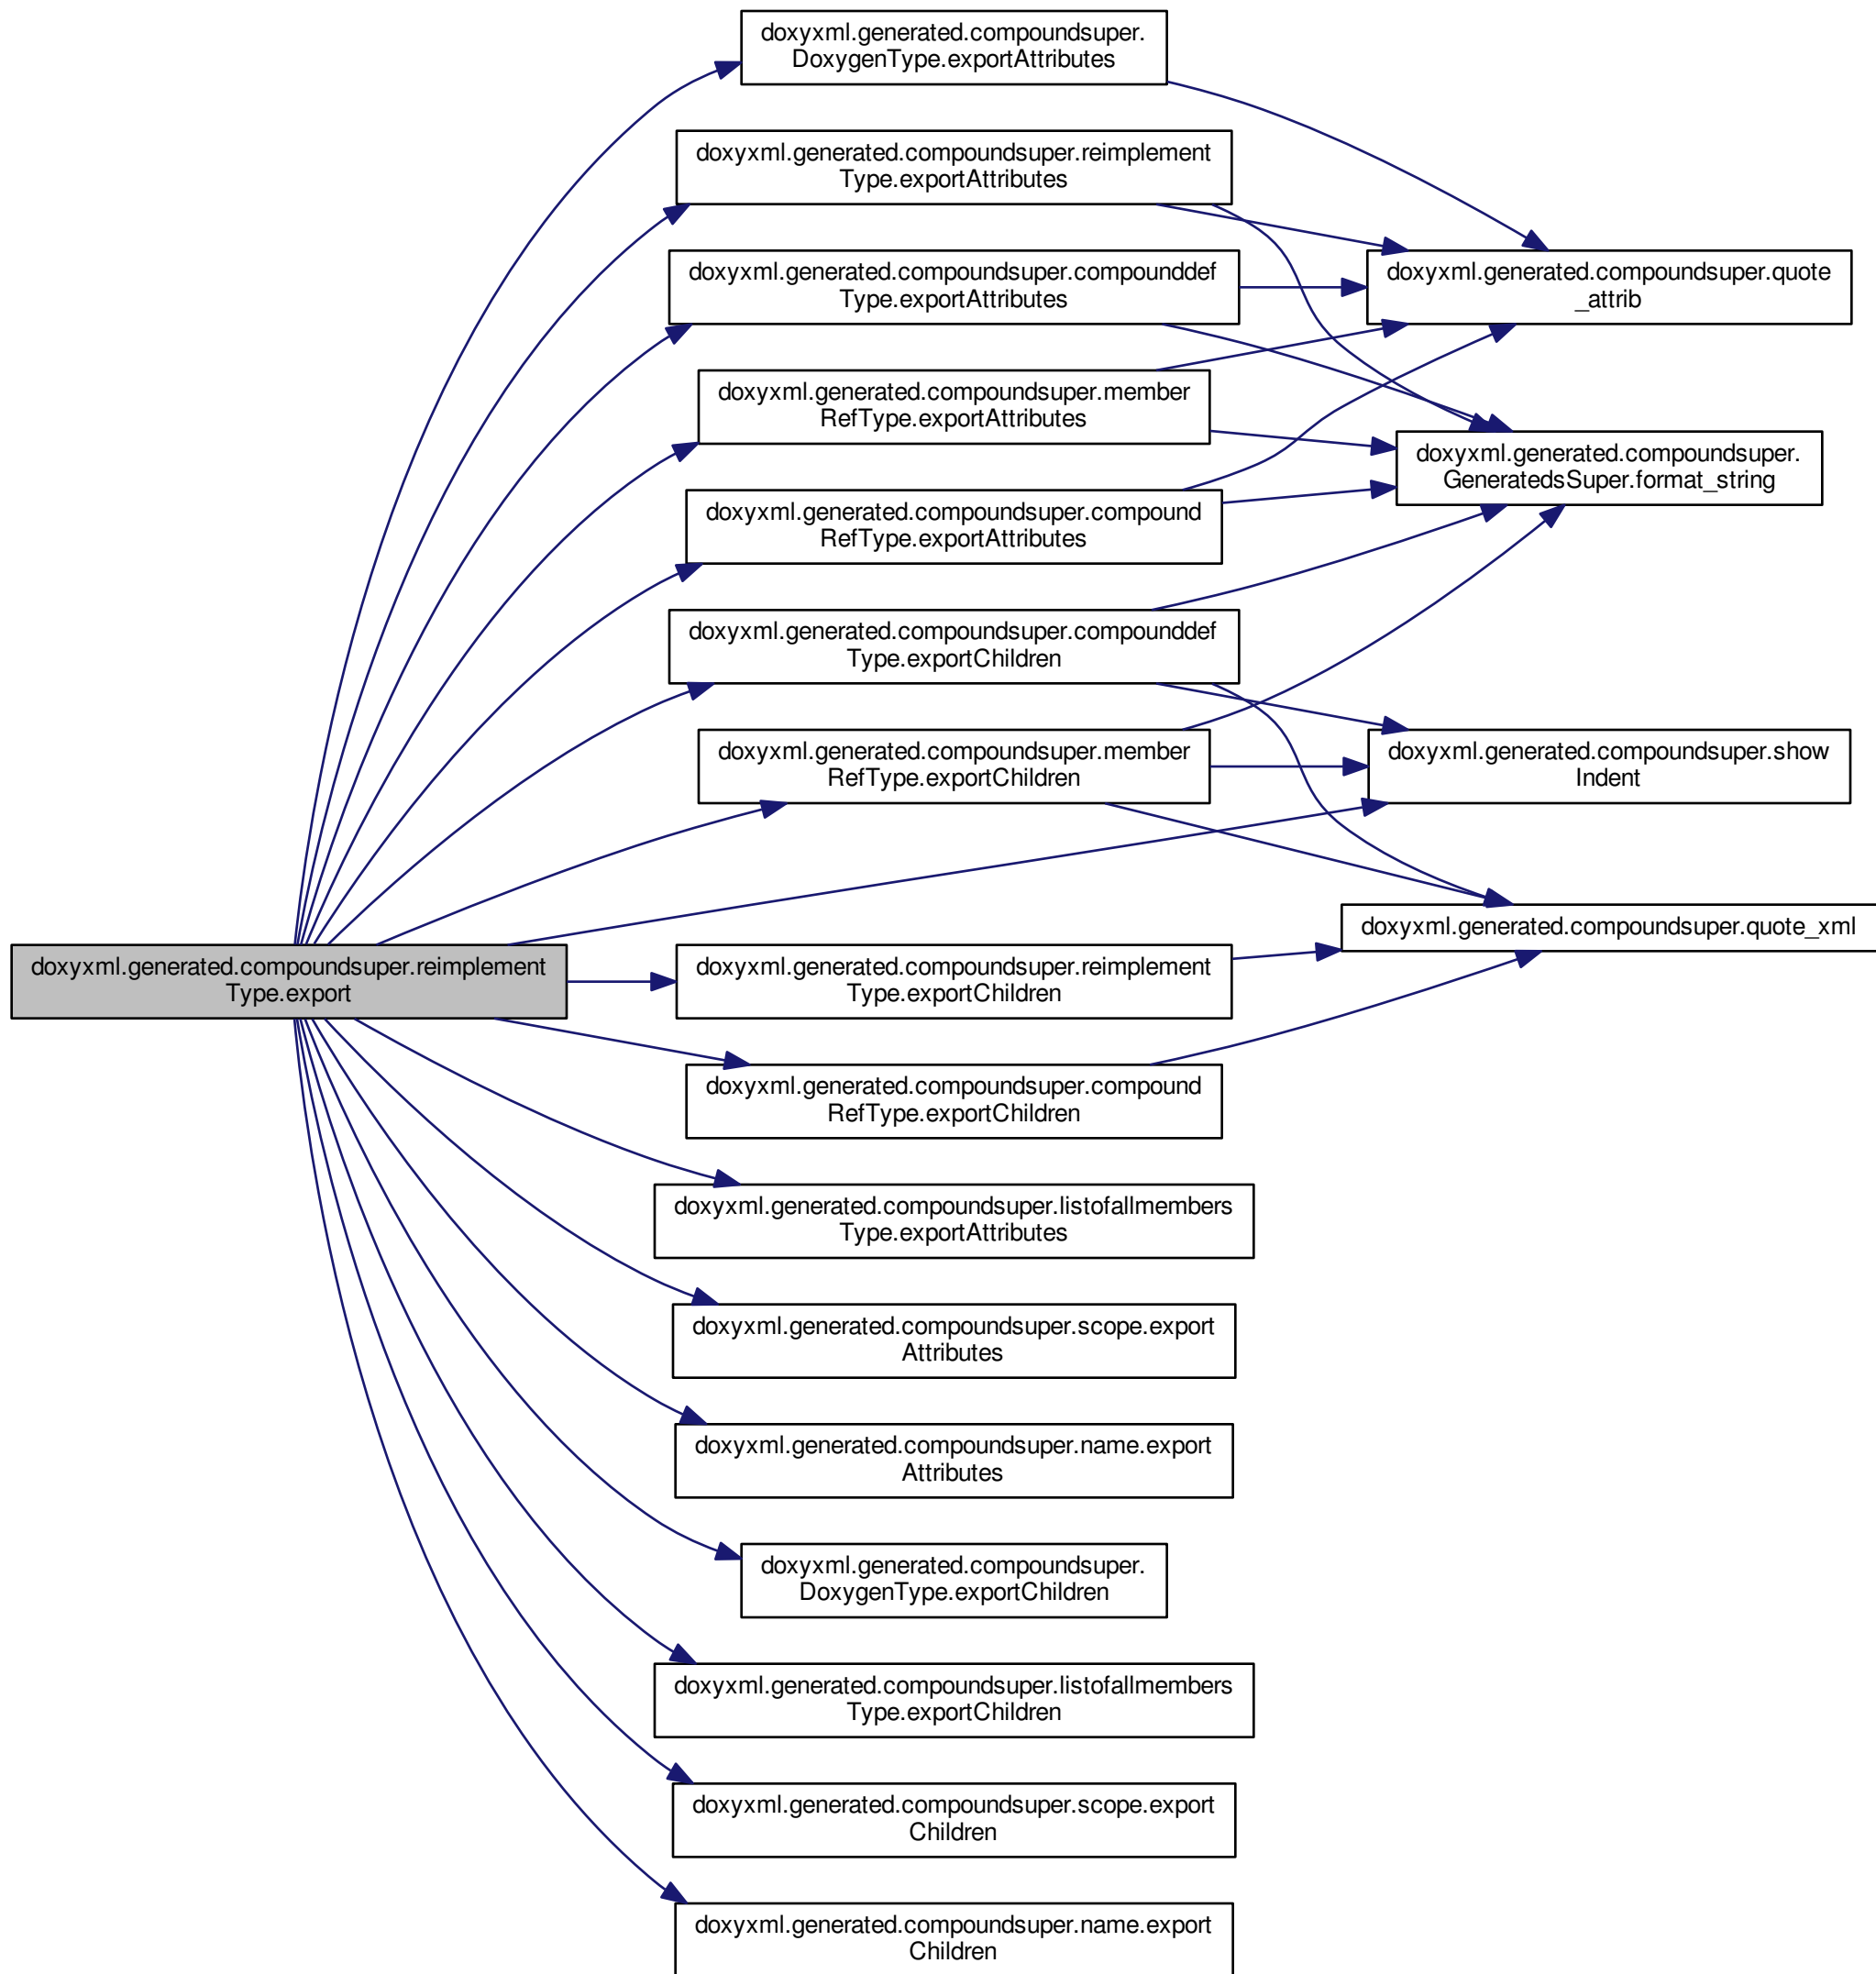 doxyxml.generated.compoundsuper.
DoxygenType.exportAttributes
doxyxml.generated.compoundsuper.reimplement
Type.exportAttributes
doxyxml.generated.compoundsuper.compounddef
Type.exportAttributes
doxyxml.generated.compoundsuper.quote
_attrib
doxyxml.generated.compoundsuper.member
RefType.exportAttributes
doxyxml.generated.compoundsuper.
GeneratedsSuper.format_string
doxyxml.generated.compoundsuper.compound
RefType.exportAttributes
doxyxml.generated.compoundsuper.compounddef
Type.exportChildren
doxyxml.generated.compoundsuper.member
RefType.exportChildren
doxyxml.generated.compoundsuper.show
Indent
doxyxml.generated.compoundsuper.quote_xml
doxyxml.generated.compoundsuper.reimplement
Type.export
doxyxml.generated.compoundsuper.reimplement
Type.exportChildren
doxyxml.generated.compoundsuper.compound
RefType.exportChildren
doxyxml.generated.compoundsuper.listofallmembers
Type.exportAttributes
doxyxml.generated.compoundsuper.scope.export
Attributes
doxyxml.generated.compoundsuper.name.export
Attributes
doxyxml.generated.compoundsuper.
DoxygenType.exportChildren
doxyxml.generated.compoundsuper.listofallmembers
Type.exportChildren
doxyxml.generated.compoundsuper.scope.export
Children
doxyxml.generated.compoundsuper.name.export
Children